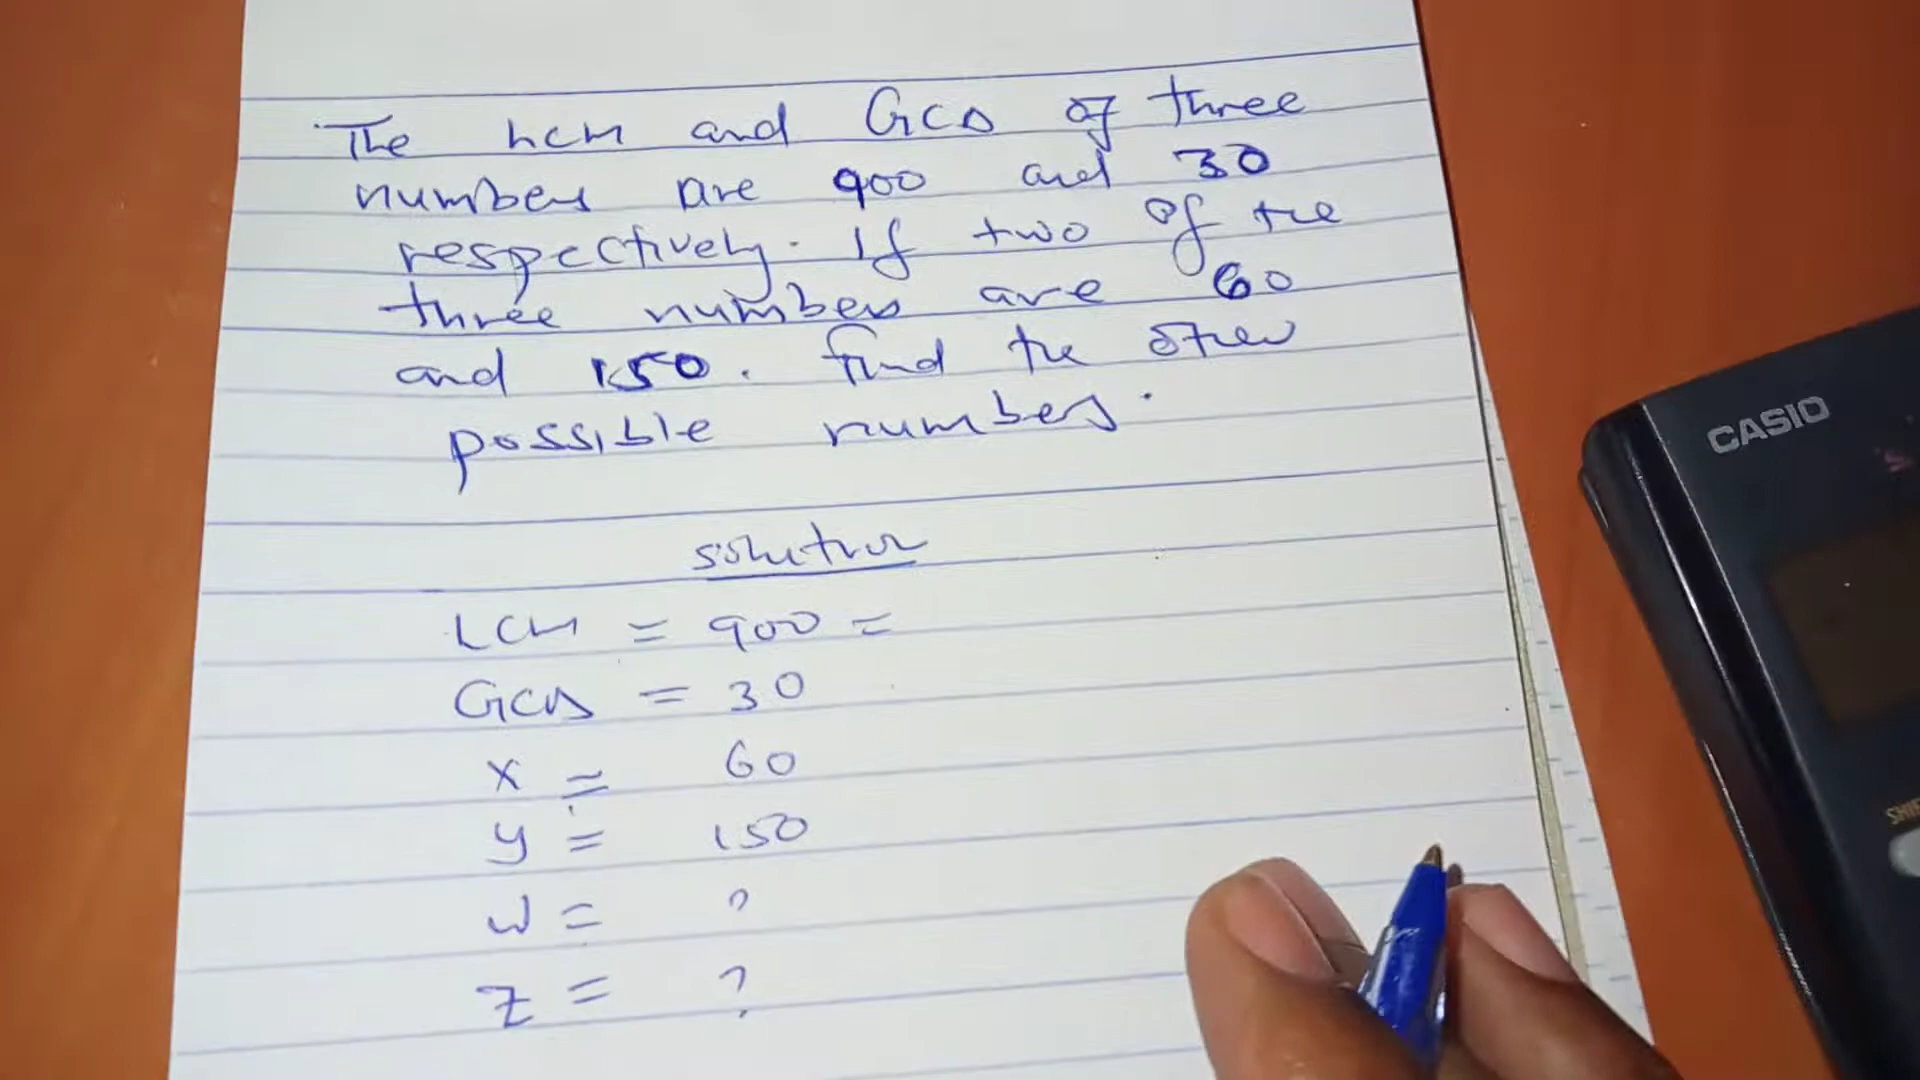 The LCM and GCD of three
numbers are 900 and 30
respectively. If two of the
three numbers are 60
and 150. find the other
possible numbers.
solution
LCM = 900 =
GCD = 30
x = 60
y = 150
w = ?
z = ?
CASIO